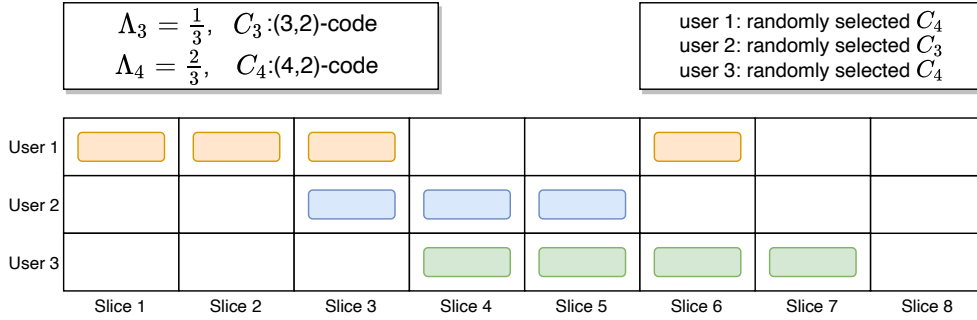 Λ₃ = 1/3, C₃:(3,2)-code
Λ₄ = 2/3, C₄:(4,2)-code
user 1: randomly selected C₄
user 2: randomly selected C₃
user 3: randomly selected C₄
User 1
User 2
User 3
Slice 1 Slice 2 Slice 3 Slice 4 Slice 5 Slice 6 Slice 7 Slice 8